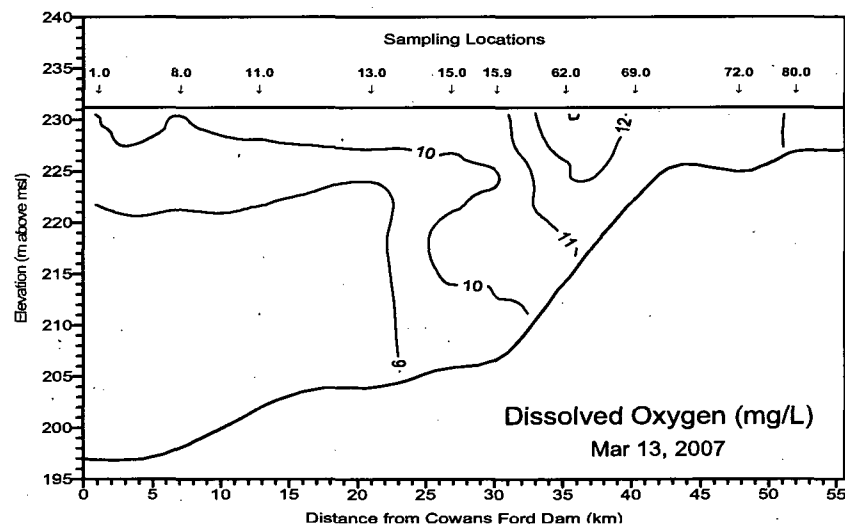 240
Sampling Locations
235
1.0 8.0 11.0 13.0 15.0 15.9 62.0 69.0 72.0 80.0
↓ ↓ ↓ ↓ ↓ ↓ ↓ ↓ ↓ ↓
230
12
225
10
220
11
215
10
210
205
200
195
Elevation (m above msl)
Dissolved Oxygen (mg/L)
Mar 13, 2007
0 5 10 15 20 25 30 35 40 45 50 55
Distance from Cowans Ford Dam (km)